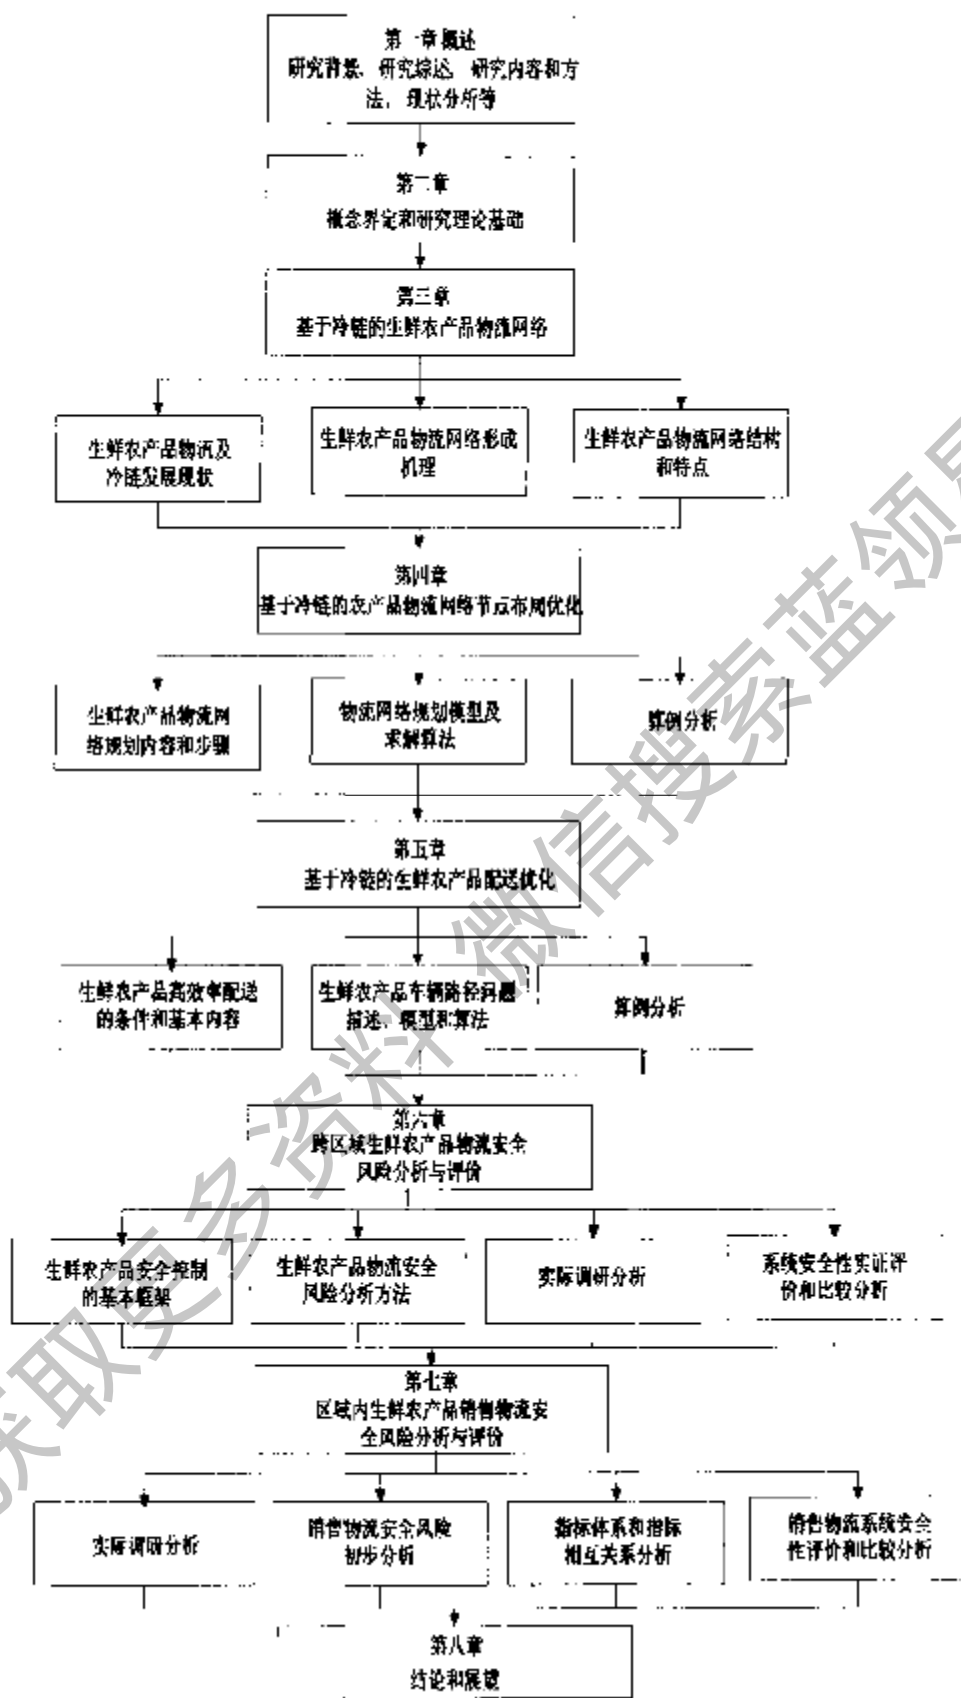 第一章概述
研究背景、研究综述、研究内容和方
法、现状分析等
第二章
概念界定和研究理论基础
第三章
基于冷链的生鲜农产品物流网络
生鲜农产品物流及
冷链发展现状
生鲜农产品物流网络形成
机理
生鲜农产品物流网络结构
和特点
第四章
基于冷链的农产品物流网络节点布局优化
生鲜农产品物流网
络规划内容和步骤
物流网络规划模型及
求解算法
算例分析
第五章
基于冷链的生鲜农产品配送优化
生鲜农产品高效率配送
的条件和基本内容
生鲜农产品车辆路径问题
描述、模型和算法
算例分析
第六章
跨区域生鲜农产品物流安全
风险分析与评价
生鲜农产品安全控制
的基本框架
生鲜农产品物流安全
风险分析方法
实际调研分析
系统安全性实证评
价和比较分析
第七章
区域内生鲜农产品销售物流安
全风险分析与评价
实际调研分析
销售物流安全风险
初步分析
指标体系和指标
相互关系分析
销售物流系统安全
性评价和比较分析
第八章
结论和展望
获取更多资料 微信搜索蓝领